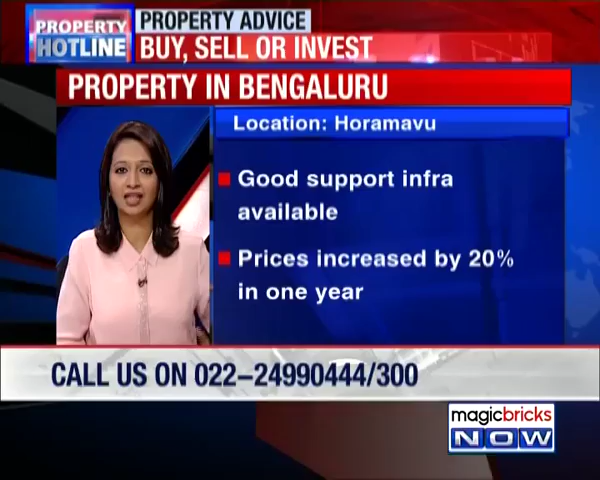 PROPERTY
HOTLINE
PROPERTY ADVICE
BUY, SELL OR INVEST
PROPERTY IN BENGALURU
Location: Horamavu
Good support infra
available
Prices increased by 20%
in one year
CALL US ON 022–24990444/300
magicbricks
NOW